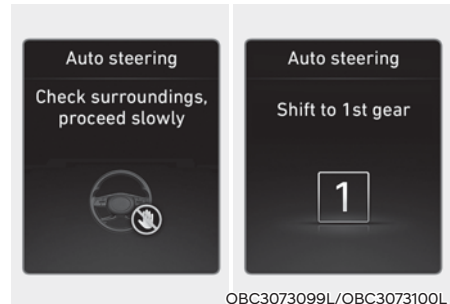 Auto steering
Check surroundings,
proceed slowly
Auto steering
Shift to 1st gear
1
OBC3073099L/OBC3073100L